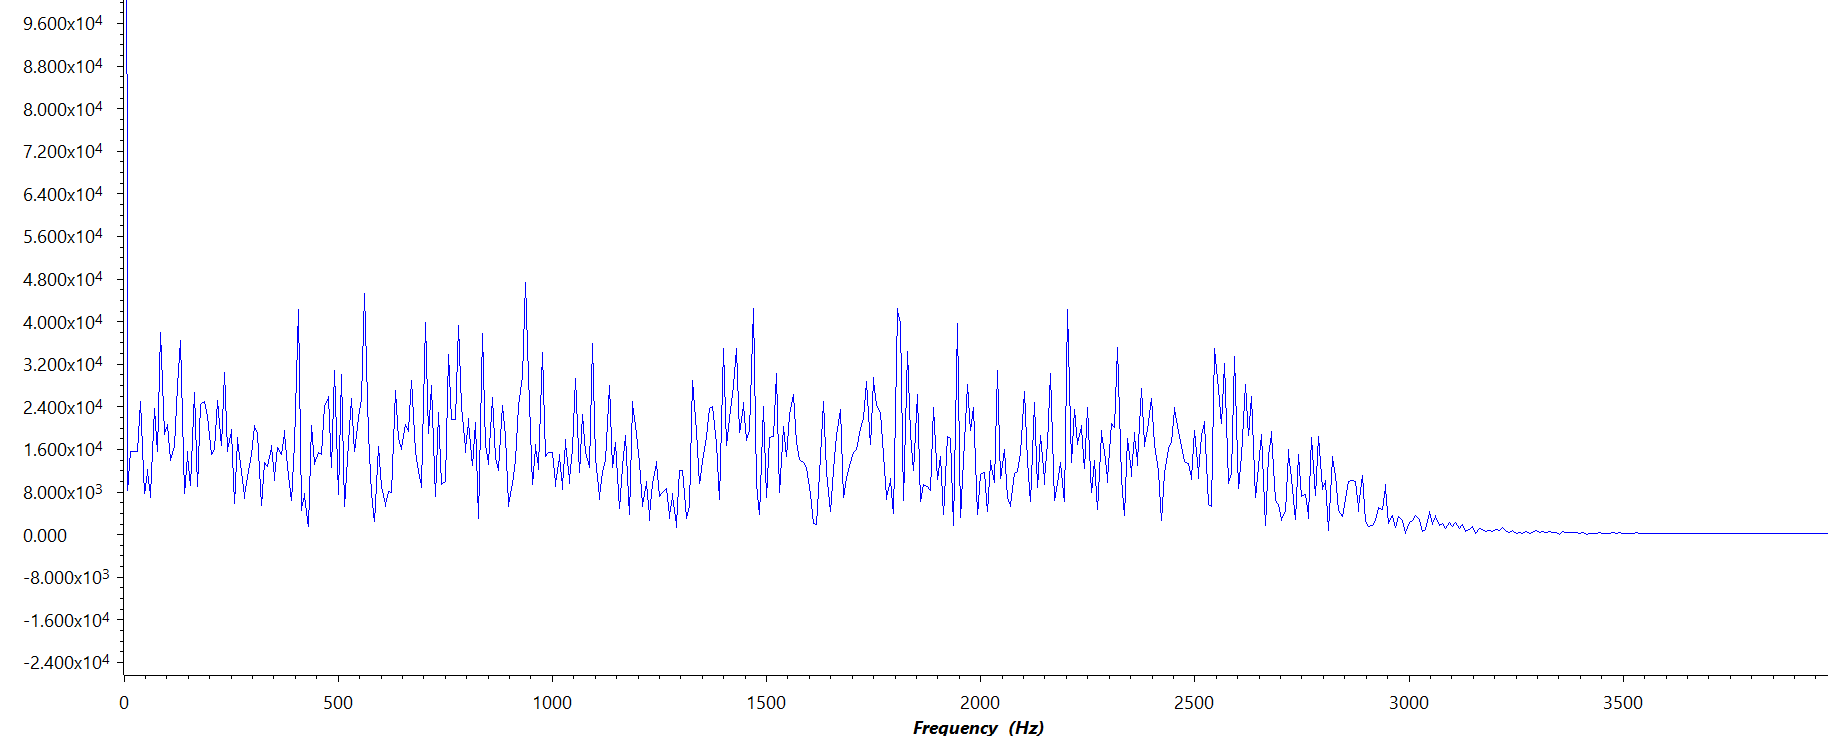 9.600x10⁴
8.800x10⁴
8.000x10⁴
7.200x10⁴
6.400x10⁴
5.600x10⁴
4.800x10⁴
4.000x10⁴
3.200x10⁴
2.400x10⁴
1.600x10⁴
8.000x10³
0.000
-8.000x10³
-1.600x10⁴
-2.400x10⁴
0 500 1000 1500 2000 2500 3000 3500
Frequency (Hz)